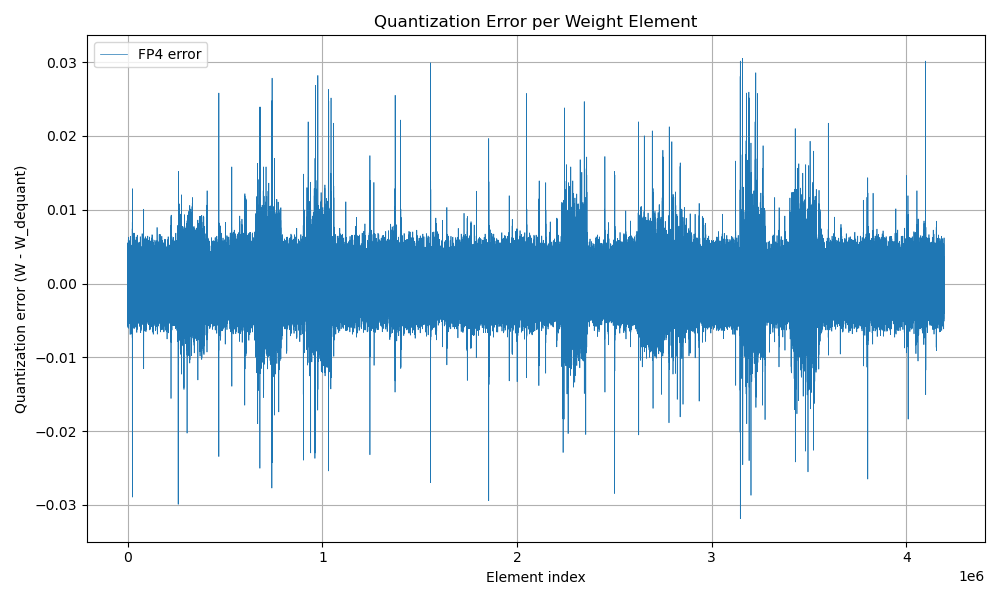 Quantization Error per Weight Element
FP4 error
Quantization error (W - W_dequant)
0.03
0.02
0.01
0.00
−0.01
−0.02
−0.03
0
1
2
3
4
1e6
Element index